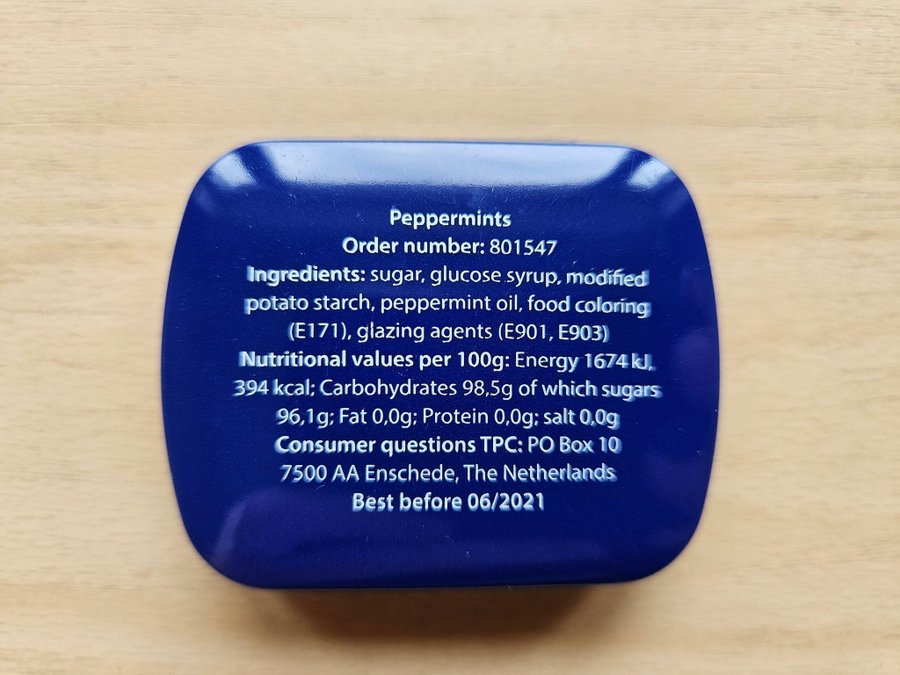 Peppermints
Order number: 801547
Ingredients: sugar, glucose syrup, modified
potato starch, peppermint oil, food coloring
(E171), glazing agents (E901, E903)
Nutritional values per 100g: Energy 1674 kJ,
394 kcal; Carbohydrates 98,5g of which sugars
96,1g; Fat 0,0g; Protein 0,0g; salt 0,0g
Consumer questions TPC: PO Box 10
7500 AA Enschede, The Netherlands
Best before 06/2021